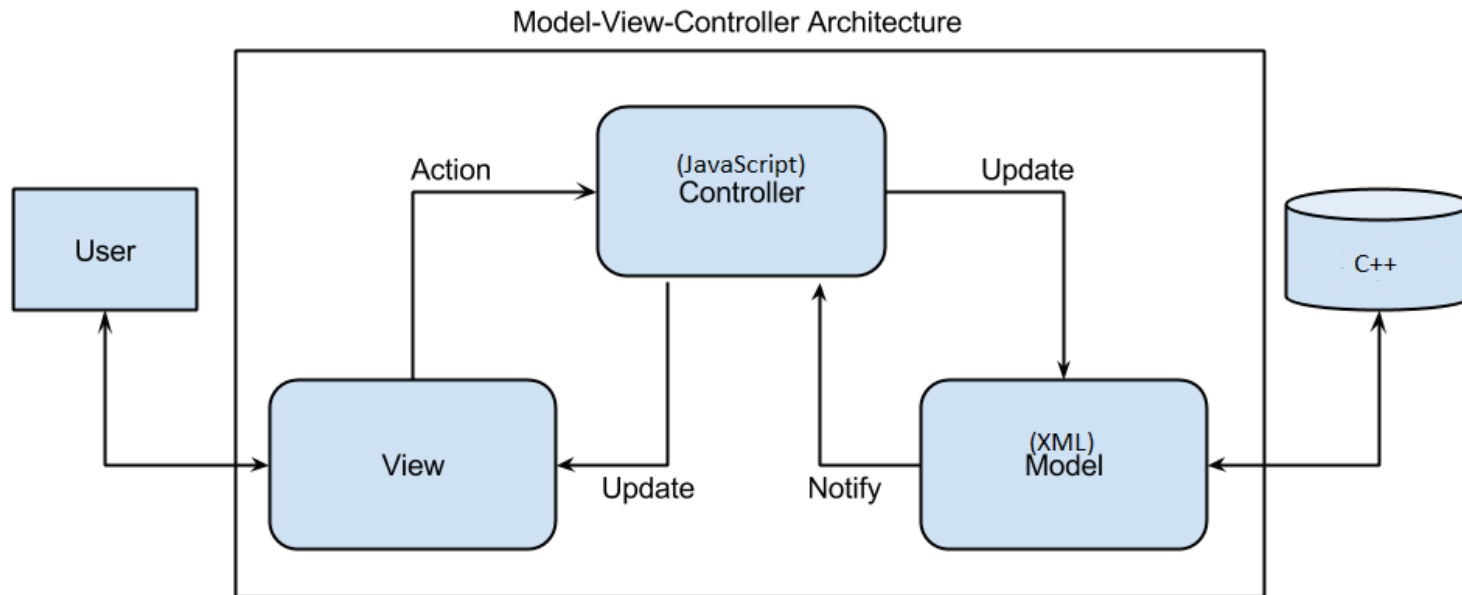 Model-View-Controller Architecture
Action
(JavaScript)
Controller
Update
User
C++
View
Update
Notify
(XML)
Model